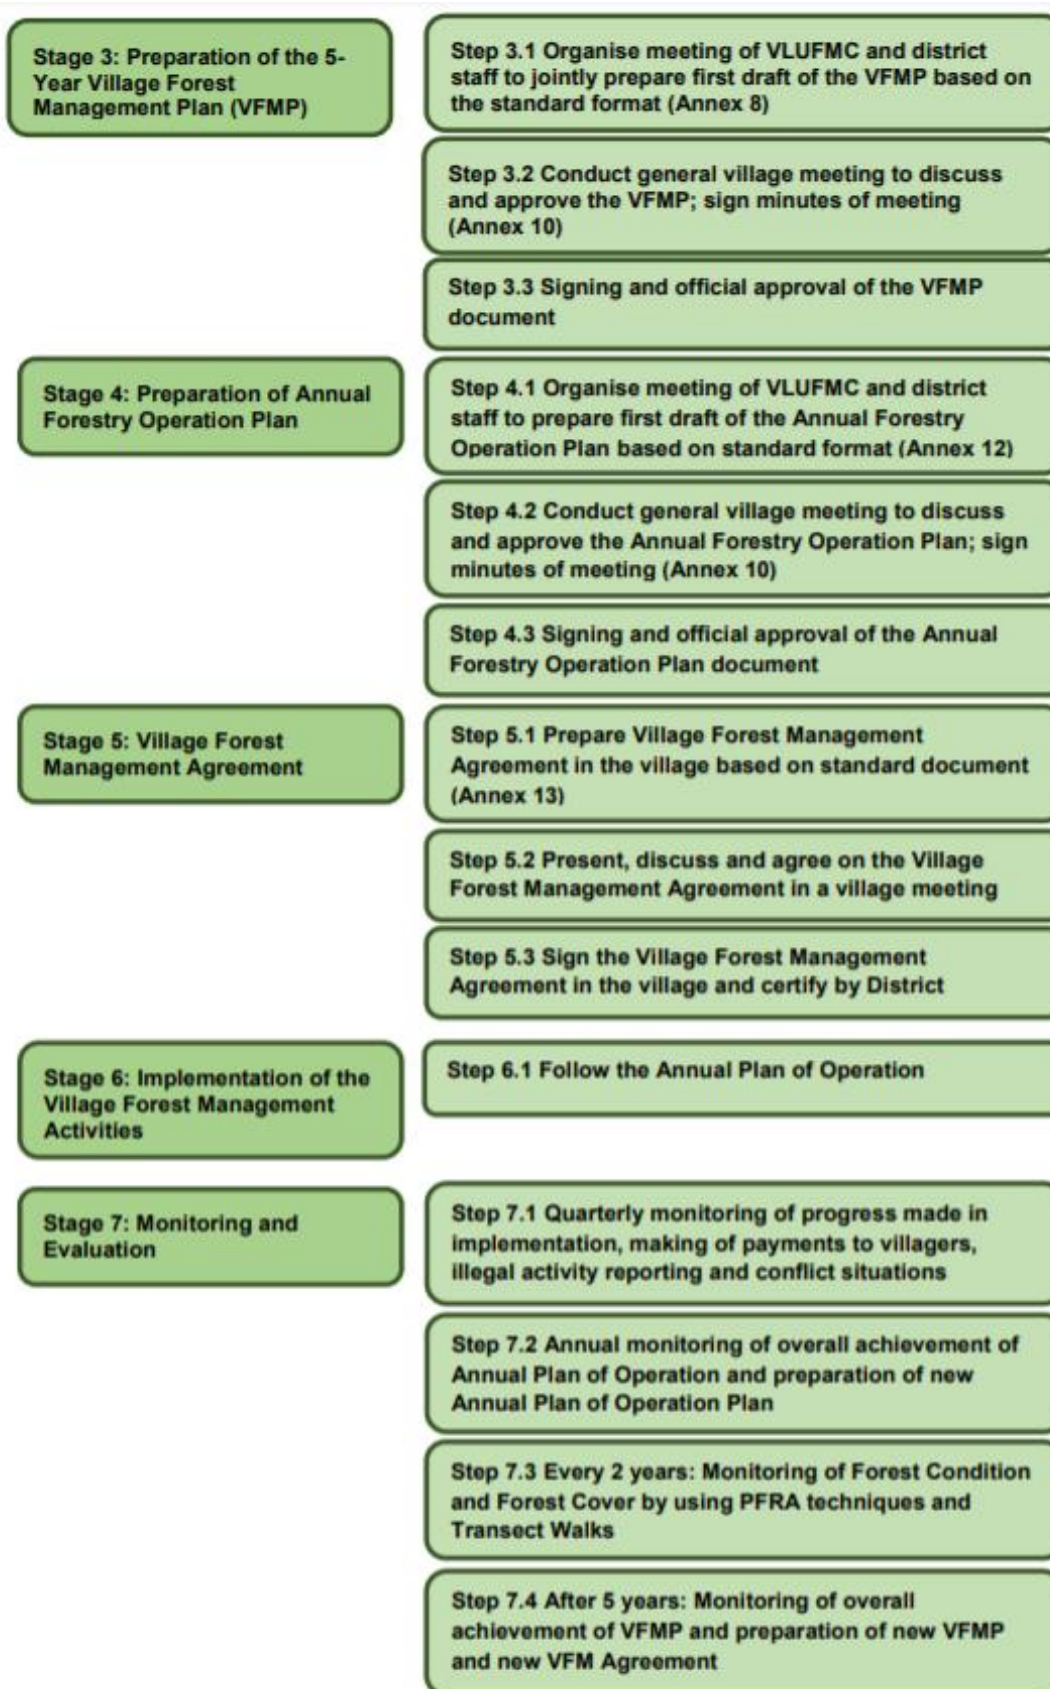 Stage 3: Preparation of the 5-
Year Village Forest
Management Plan (VFMP)
Step 3.1 Organise meeting of VLUFMC and district
staff to jointly prepare first draft of the VFMP based on
the standard format (Annex 8)
Step 3.2 Conduct general village meeting to discuss
and approve the VFMP; sign minutes of meeting
(Annex 10)
Step 3.3 Signing and official approval of the VFMP
document
Stage 4: Preparation of Annual
Forestry Operation Plan
Step 4.1 Organise meeting of VLUFMC and district
staff to prepare first draft of the Annual Forestry
Operation Plan based on standard format (Annex 12)
Step 4.2 Conduct general village meeting to discuss
and approve the Annual Forestry Operation Plan; sign
minutes of meeting (Annex 10)
Step 4.3 Signing and official approval of the Annual
Forestry Operation Plan document
Stage 5: Village Forest
Management Agreement
Step 5.1 Prepare Village Forest Management
Agreement in the village based on standard document
(Annex 13)
Step 5.2 Present, discuss and agree on the Village
Forest Management Agreement in a village meeting
Step 5.3 Sign the Village Forest Management
Agreement in the village and certify by District
Stage 6: Implementation of the
Village Forest Management
Activities
Step 6.1 Follow the Annual Plan of Operation
Stage 7: Monitoring and
Evaluation
Step 7.1 Quarterly monitoring of progress made in
implementation, making of payments to villagers,
illegal activity reporting and conflict situations
Step 7.2 Annual monitoring of overall achievement of
Annual Plan of Operation and preparation of new
Annual Plan of Operation Plan
Step 7.3 Every 2 years: Monitoring of Forest Condition
and Forest Cover by using PFRA techniques and
Transect Walks
Step 7.4 After 5 years: Monitoring of overall
achievement of VFMP and preparation of new VFMP
and new VFM Agreement